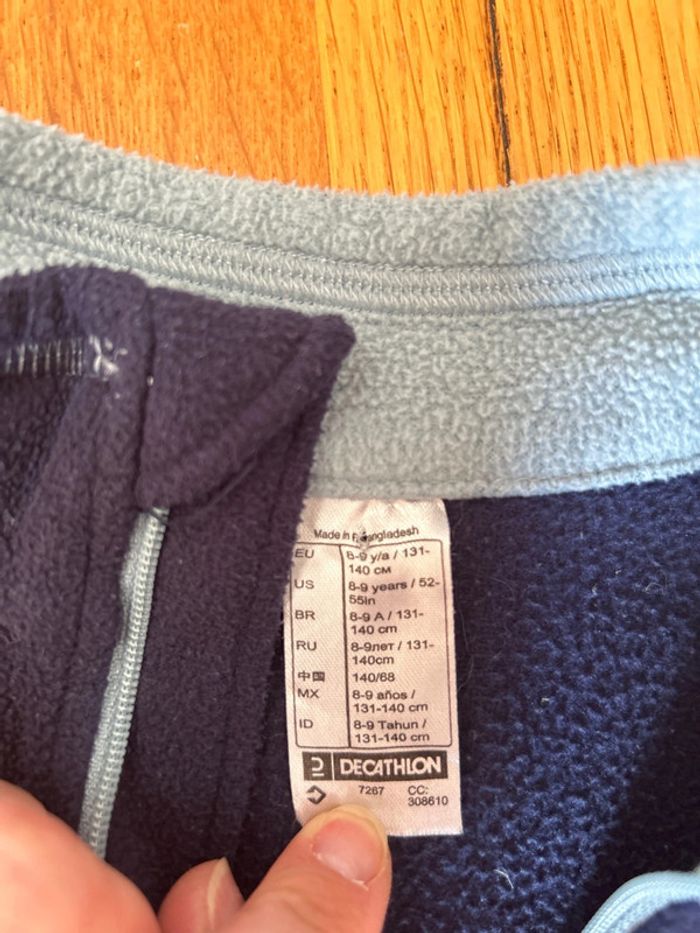 Made in Bangladesh
EU 8-9 y/a / 131-
140 CM
US 8-9 years / 52-
55in
BR 8-9 A / 131-
140 cm
RU 8-9лет / 131-
140cm
中国 140/68
MX 8-9 años /
131-140 cm
ID 8-9 Tahun /
131-140 cm
DECATHLON
7267 CC:
308610